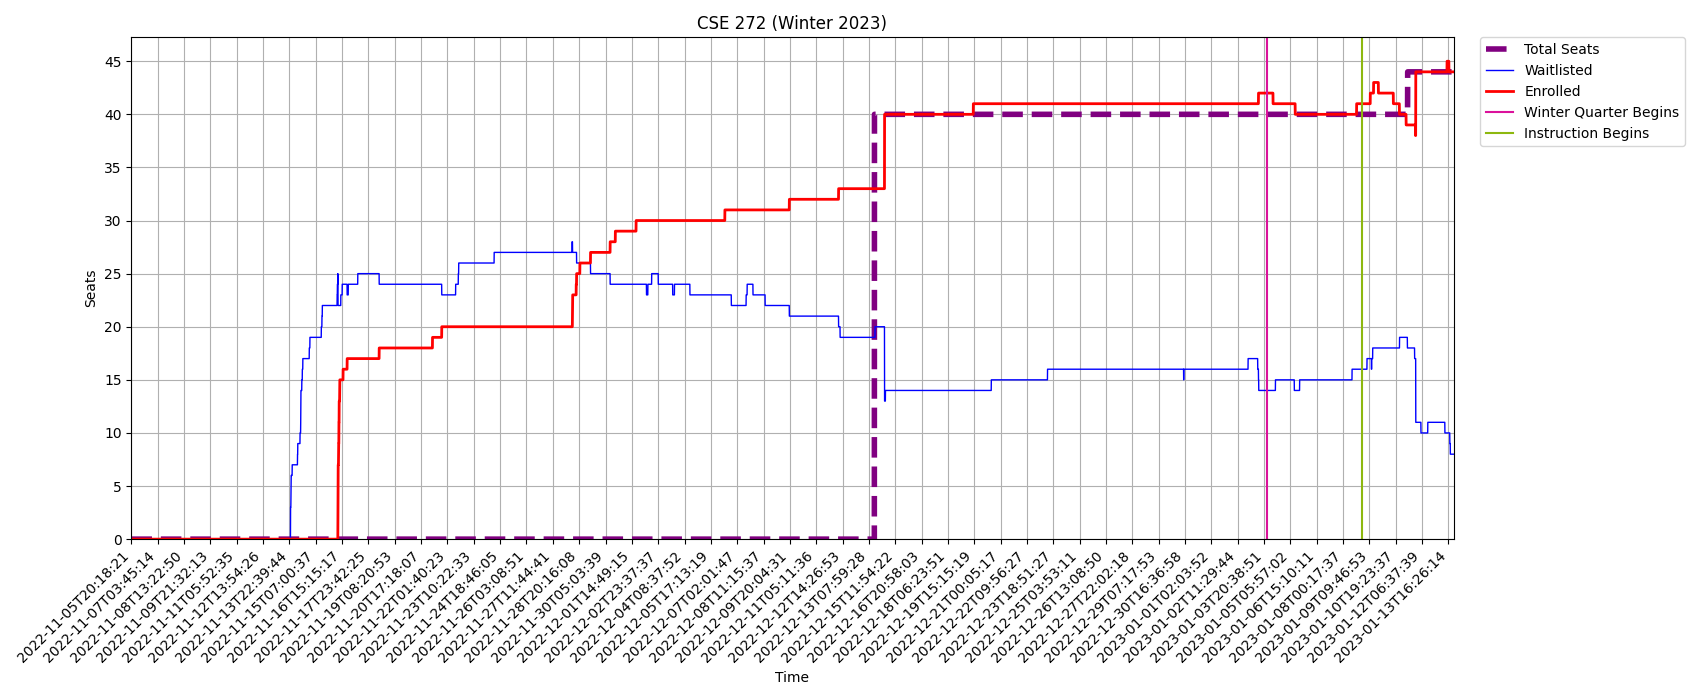 CSE 272 (Winter 2023)
Total Seats
Waitlisted
Enrolled
Winter Quarter Begins
Instruction Begins
45
40
35
30
25
20
15
10
5
0
Seats
2022-11-05T20:18:21
2022-11-07T03:45:14
2022-11-08T13:22:50
2022-11-09T21:32:13
2022-11-11T05:52:35
2022-11-12T13:54:26
2022-11-13T22:39:44
2022-11-15T07:00:37
2022-11-16T15:15:17
2022-11-17T23:42:25
2022-11-19T08:20:53
2022-11-20T17:18:07
2022-11-22T01:40:23
2022-11-23T10:22:33
2022-11-24T18:46:05
2022-11-26T03:08:51
2022-11-27T11:44:41
2022-11-28T20:16:08
2022-11-30T05:03:39
2022-12-01T14:49:15
2022-12-02T23:37:37
2022-12-04T08:37:52
2022-12-05T17:13:19
2022-12-07T02:01:47
2022-12-08T11:15:37
2022-12-09T20:04:31
2022-12-11T05:11:36
2022-12-12T14:26:53
2022-12-13T07:59:28
2022-12-15T11:54:22
2022-12-16T20:58:03
2022-12-18T06:23:51
2022-12-19T15:15:19
2022-12-21T00:05:17
2022-12-22T09:56:27
2022-12-23T18:51:27
2022-12-25T03:53:11
2022-12-26T13:08:50
2022-12-27T22:02:18
2022-12-29T07:17:53
2022-12-30T16:36:58
2023-01-01T02:03:52
2023-01-02T11:29:44
2023-01-03T20:38:51
2023-01-05T05:57:02
2023-01-06T15:10:11
2023-01-08T00:17:37
2023-01-09T09:46:53
2023-01-10T19:23:37
2023-01-12T06:37:39
2023-01-13T16:26:14
Time